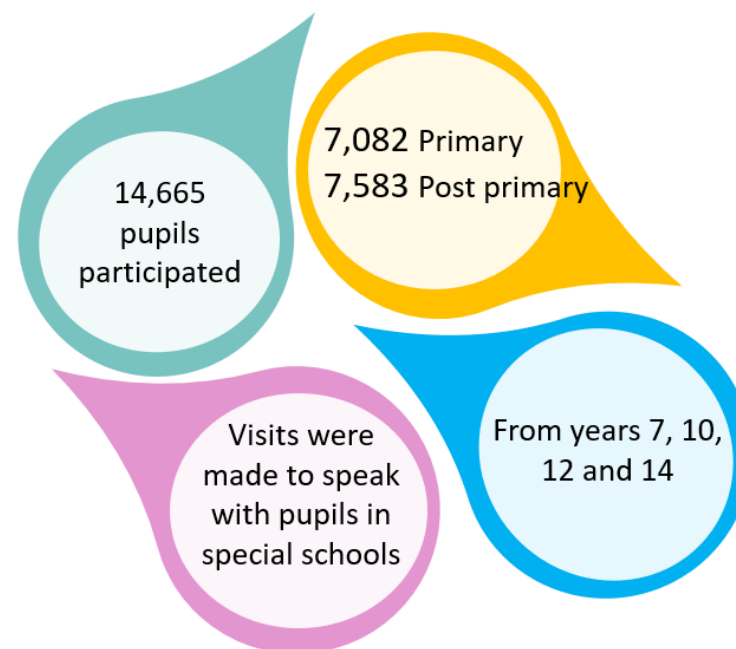 14,665
pupils
participated
7,082 Primary
7,583 Post primary
Visits were
made to speak
with pupils in
special schools
From years 7, 10,
12 and 14